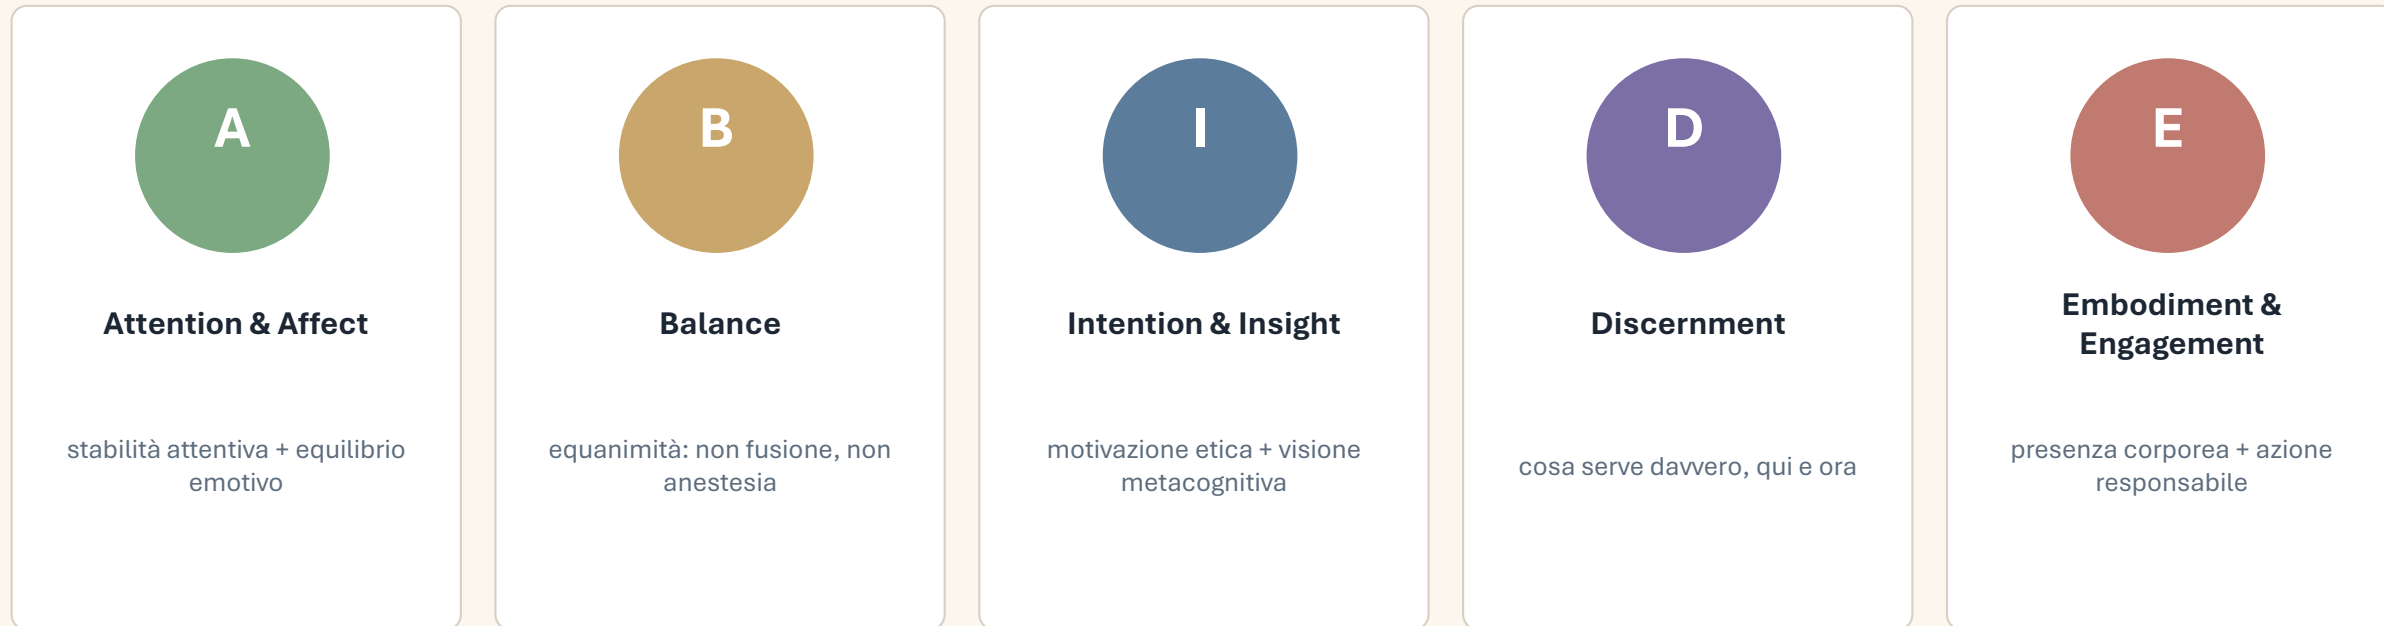 A
Attention & Affect
stabilità attentiva + equilibrio
emotivo
B
Balance
equanimità: non fusione, non
anestesia
I
Intention & Insight
motivazione etica + visione
metacognitiva
D
Discernment
cosa serve davvero, qui e ora
E
Embodiment &
Engagement
presenza corporea + azione
responsabile